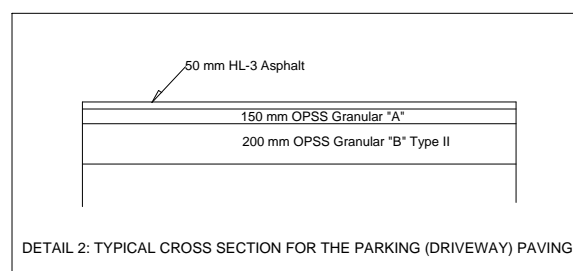 50 mm HL-3 Asphalt
150 mm OPSS Granular "A"
200 mm OPSS Granular "B" Type II
DETAIL 2: TYPICAL CROSS SECTION FOR THE PARKING (DRIVEWAY) PAVING